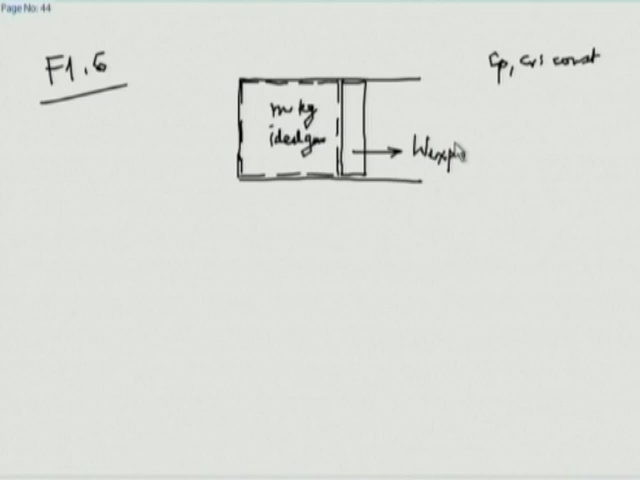 Page No: 44
F1.6
Cp, Cv: const
m kg
ideal gas
Wexp